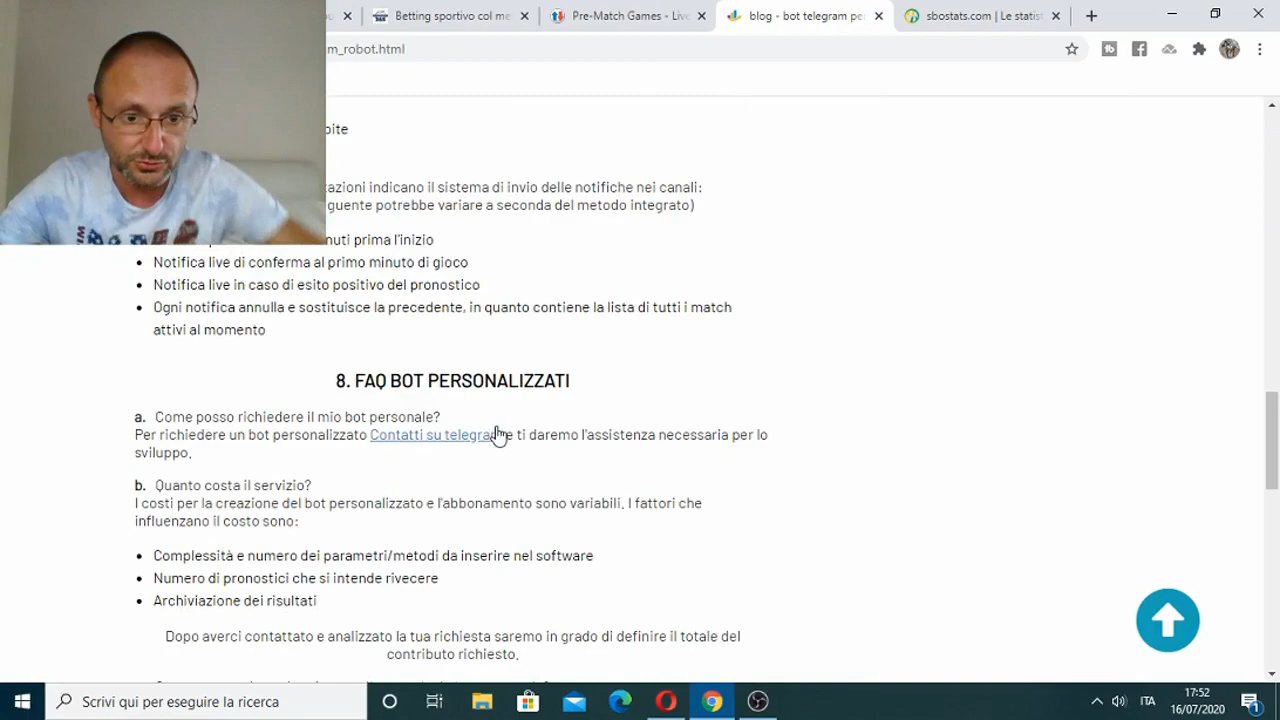 Betting sportivo col me
Pre-Match Games - Live
blog - bot telegram pe
sbostats.com | Le statist
m_robot.html
oite
tazioni indicano il sistema di invio delle notifiche nei canali:
guente potrebbe variare a seconda del metodo integrato)
nuti prima l'inizio
• Notifica live di conferma al primo minuto di gioco
• Notifica live in caso di esito positivo del pronostico
• Ogni notifica annulla e sostituisce la precedente, in quanto contiene la lista di tutti i match
attivi al momento
8. FAQ BOT PERSONALIZZATI
a. Come posso richiedere il mio bot personale?
Per richiedere un bot personalizzato Contatti su telegram e ti daremo l'assistenza necessaria per lo
sviluppo.
b. Quanto costa il servizio?
I costi per la creazione del bot personalizzato e l'abbonamento sono variabili. I fattori che
influenzano il costo sono:
• Complessità e numero dei parametri/metodi da inserire nel software
• Numero di pronostici che si intende rivecere
• Archiviazione dei risultati
Dopo averci contattato e analizzato la tua richiesta saremo in grado di definire il totale del
contributo richiesto.
Scrivi qui per eseguire la ricerca
ITA
17:52
16/07/2020
1